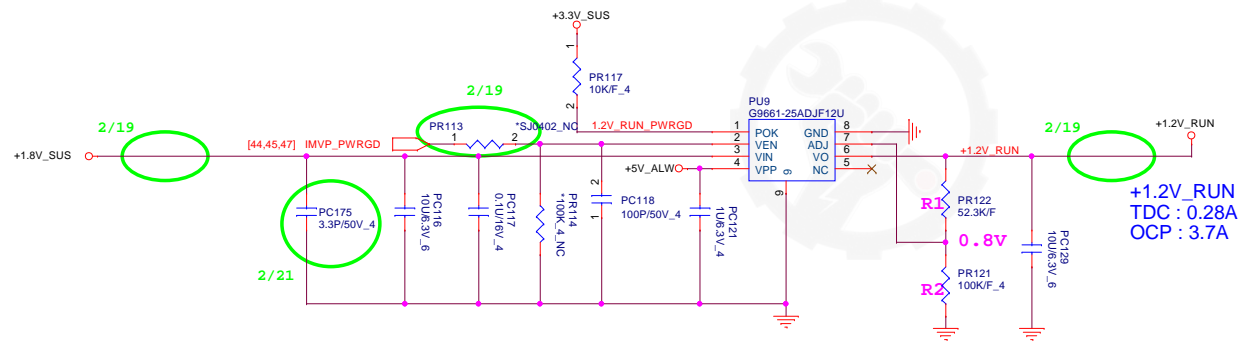 +3.3V_SUS
PR117
10K/F_4
1
2
2/19
PR113
1
2
*SJ0402_NC
1.2V_RUN_PWRGD
PU9
G9661-25ADJF12U
1
2
3
4
POK
VEN
VIN
VPP
GND
ADJ
VO
NC
8
7
6
5
9
9
2/19
+1.8V_SUS
[44,45,47] IMVP_PWRGD
+5V_ALW
+1.2V_RUN
2/19
+1.2V_RUN
+1.2V_RUN
TDC : 0.28A
OCP : 3.7A
PC175
3.3P/50V_4
2/21
PC116
10U/6.3V_6
PC117
0.1U/16V_4
PR114
*100K_4_NC
2
1
PC118
100P/50V_4
PC121
1U/6.3V_4
R1
PR122
52.3K/F
0.8V
R2
PR121
100K/F_4
PC129
10U/6.3V_6